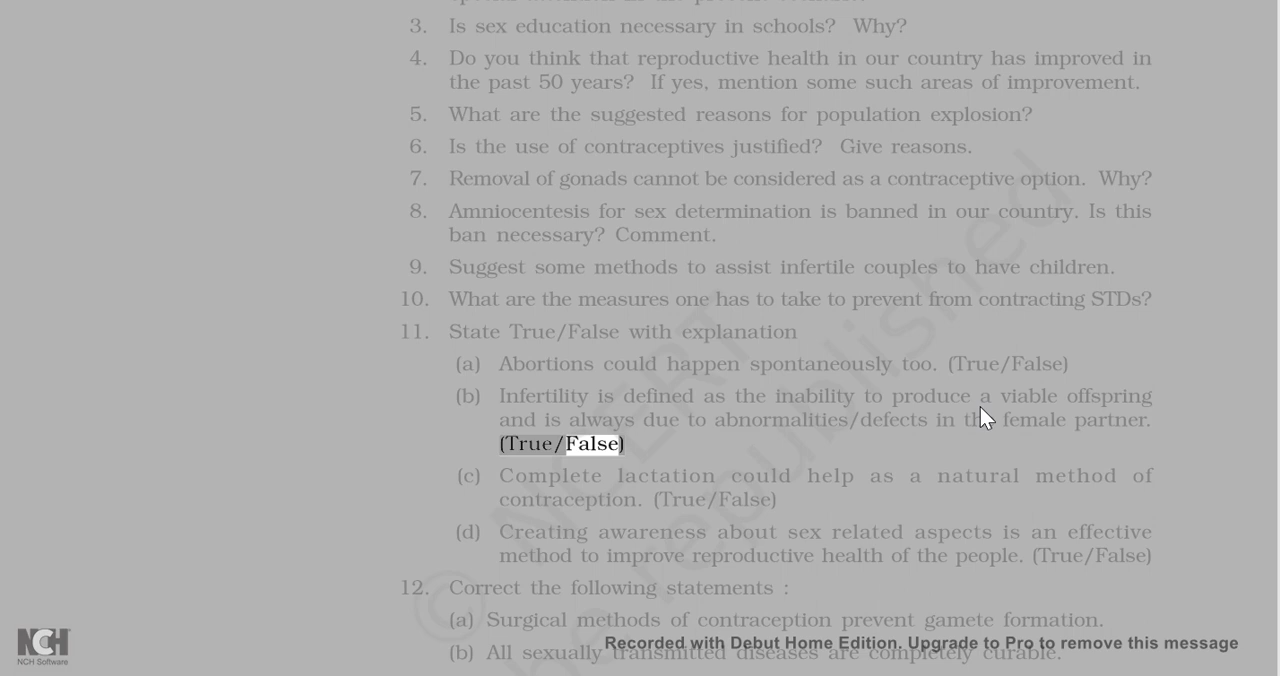 3. Is sex education necessary in schools? Why?
4. Do you think that reproductive health in our country has improved in
the past 50 years? If yes, mention some such areas of improvement.
5. What are the suggested reasons for population explosion?
6. Is the use of contraceptives justified? Give reasons.
7. Removal of gonads cannot be considered as a contraceptive option. Why?
8. Amniocentesis for sex determination is banned in our country. Is this
ban necessary? Comment.
9. Suggest some methods to assist infertile couples to have children.
10. What are the measures one has to take to prevent from contracting STDs?
11. State True/False with explanation
(a) Abortions could happen spontaneously too. (True/False)
(b) Infertility is defined as the inability to produce a viable offspring
and is always due to abnormalities/defects in the female partner.
(True/False)
(c) Complete lactation could help as a natural method of
contraception. (True/False)
(d) Creating awareness about sex related aspects is an effective
method to improve reproductive health of the people. (True/False)
12. Correct the following statements :
(a) Surgical methods of contraception prevent gamete formation.
(b) All sexually transmitted diseases are completely curable.
Recorded with Debut Home Edition. Upgrade to Pro to remove this message
NCH
NCH Software
© NCERT
be republished